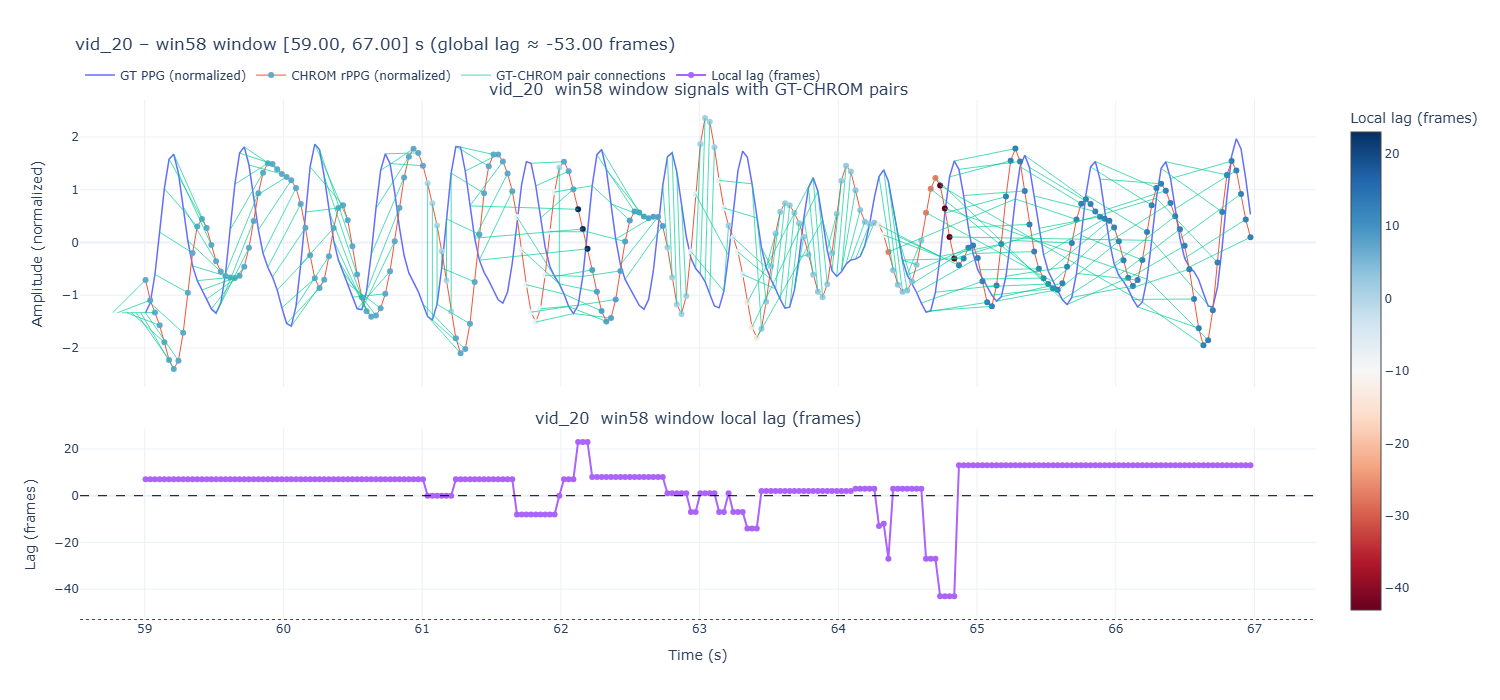 vid_20 – win58 window [59.00, 67.00] s (global lag ≈ -53.00 frames)
GT PPG (normalized) CHROM rPPG (normalized) GT-CHROM pair connections Local lag (frames)
vid_20  win58 window signals with GT-CHROM pairs
Amplitude (normalized)
2
1
0
−1
−2
vid_20  win58 window local lag (frames)
Lag (frames)
20
0
−20
−40
59 60 61 62 63 64 65 66 67
Time (s)
Local lag (frames)
20
10
0
−10
−20
−30
−40